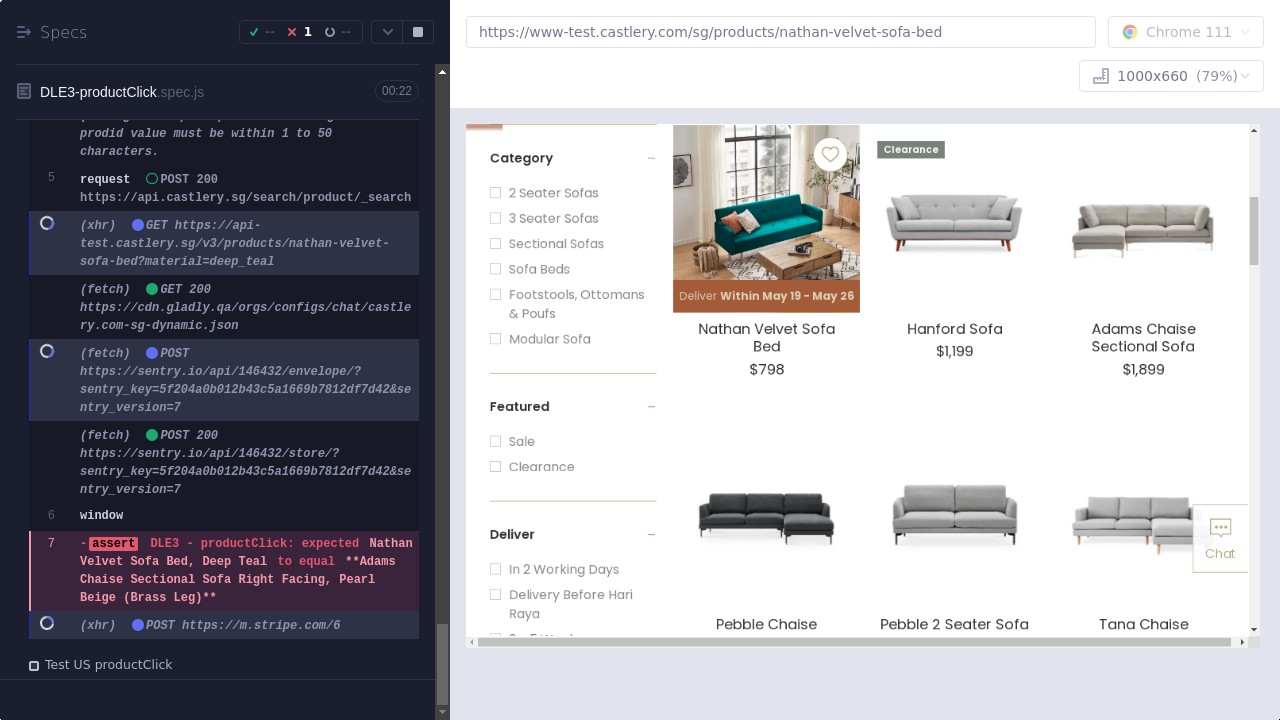 Specs
--
1
--
https://www-test.castlery.com/sg/products/nathan-velvet-sofa-bed
Chrome 111
1000x660 (79%)
DLE3-productClick.spec.js
00:22
prodid value must be within 1 to 50
characters.
5 request POST 200
https://api.castlery.sg/search/product/_search
(xhr) GET https://api-
test.castlery.sg/v3/products/nathan-velvet-
sofa-bed?material=deep_teal
(fetch) GET 200
https://cdn.gladly.qa/orgs/configs/chat/castle
ry.com-sg-dynamic.json
(fetch) POST
https://sentry.io/api/146432/envelope/?
sentry_key=5f204a0b012b43c5a1669b7812df7d42&se
ntry_version=7
(fetch) POST 200
https://sentry.io/api/146432/store/?
sentry_key=5f204a0b012b43c5a1669b7812df7d42&se
ntry_version=7
6 window
7 -assert DLE3 - productClick: expected Nathan
Velvet Sofa Bed, Deep Teal to equal **Adams
Chaise Sectional Sofa Right Facing, Pearl
Beige (Brass Leg)**
(xhr) POST https://m.stripe.com/6
Test US productClick
Category –
2 Seater Sofas
3 Seater Sofas
Sectional Sofas
Sofa Beds
Footstools, Ottomans
& Poufs
Modular Sofa
Featured –
Sale
Clearance
Deliver –
In 2 Working Days
Delivery Before Hari
Raya
Deliver Within May 19 - May 26
Nathan Velvet Sofa
Bed
$798
Clearance
Hanford Sofa
$1,199
Adams Chaise
Sectional Sofa
$1,899
Pebble Chaise
Pebble 2 Seater Sofa
Tana Chaise
Chat